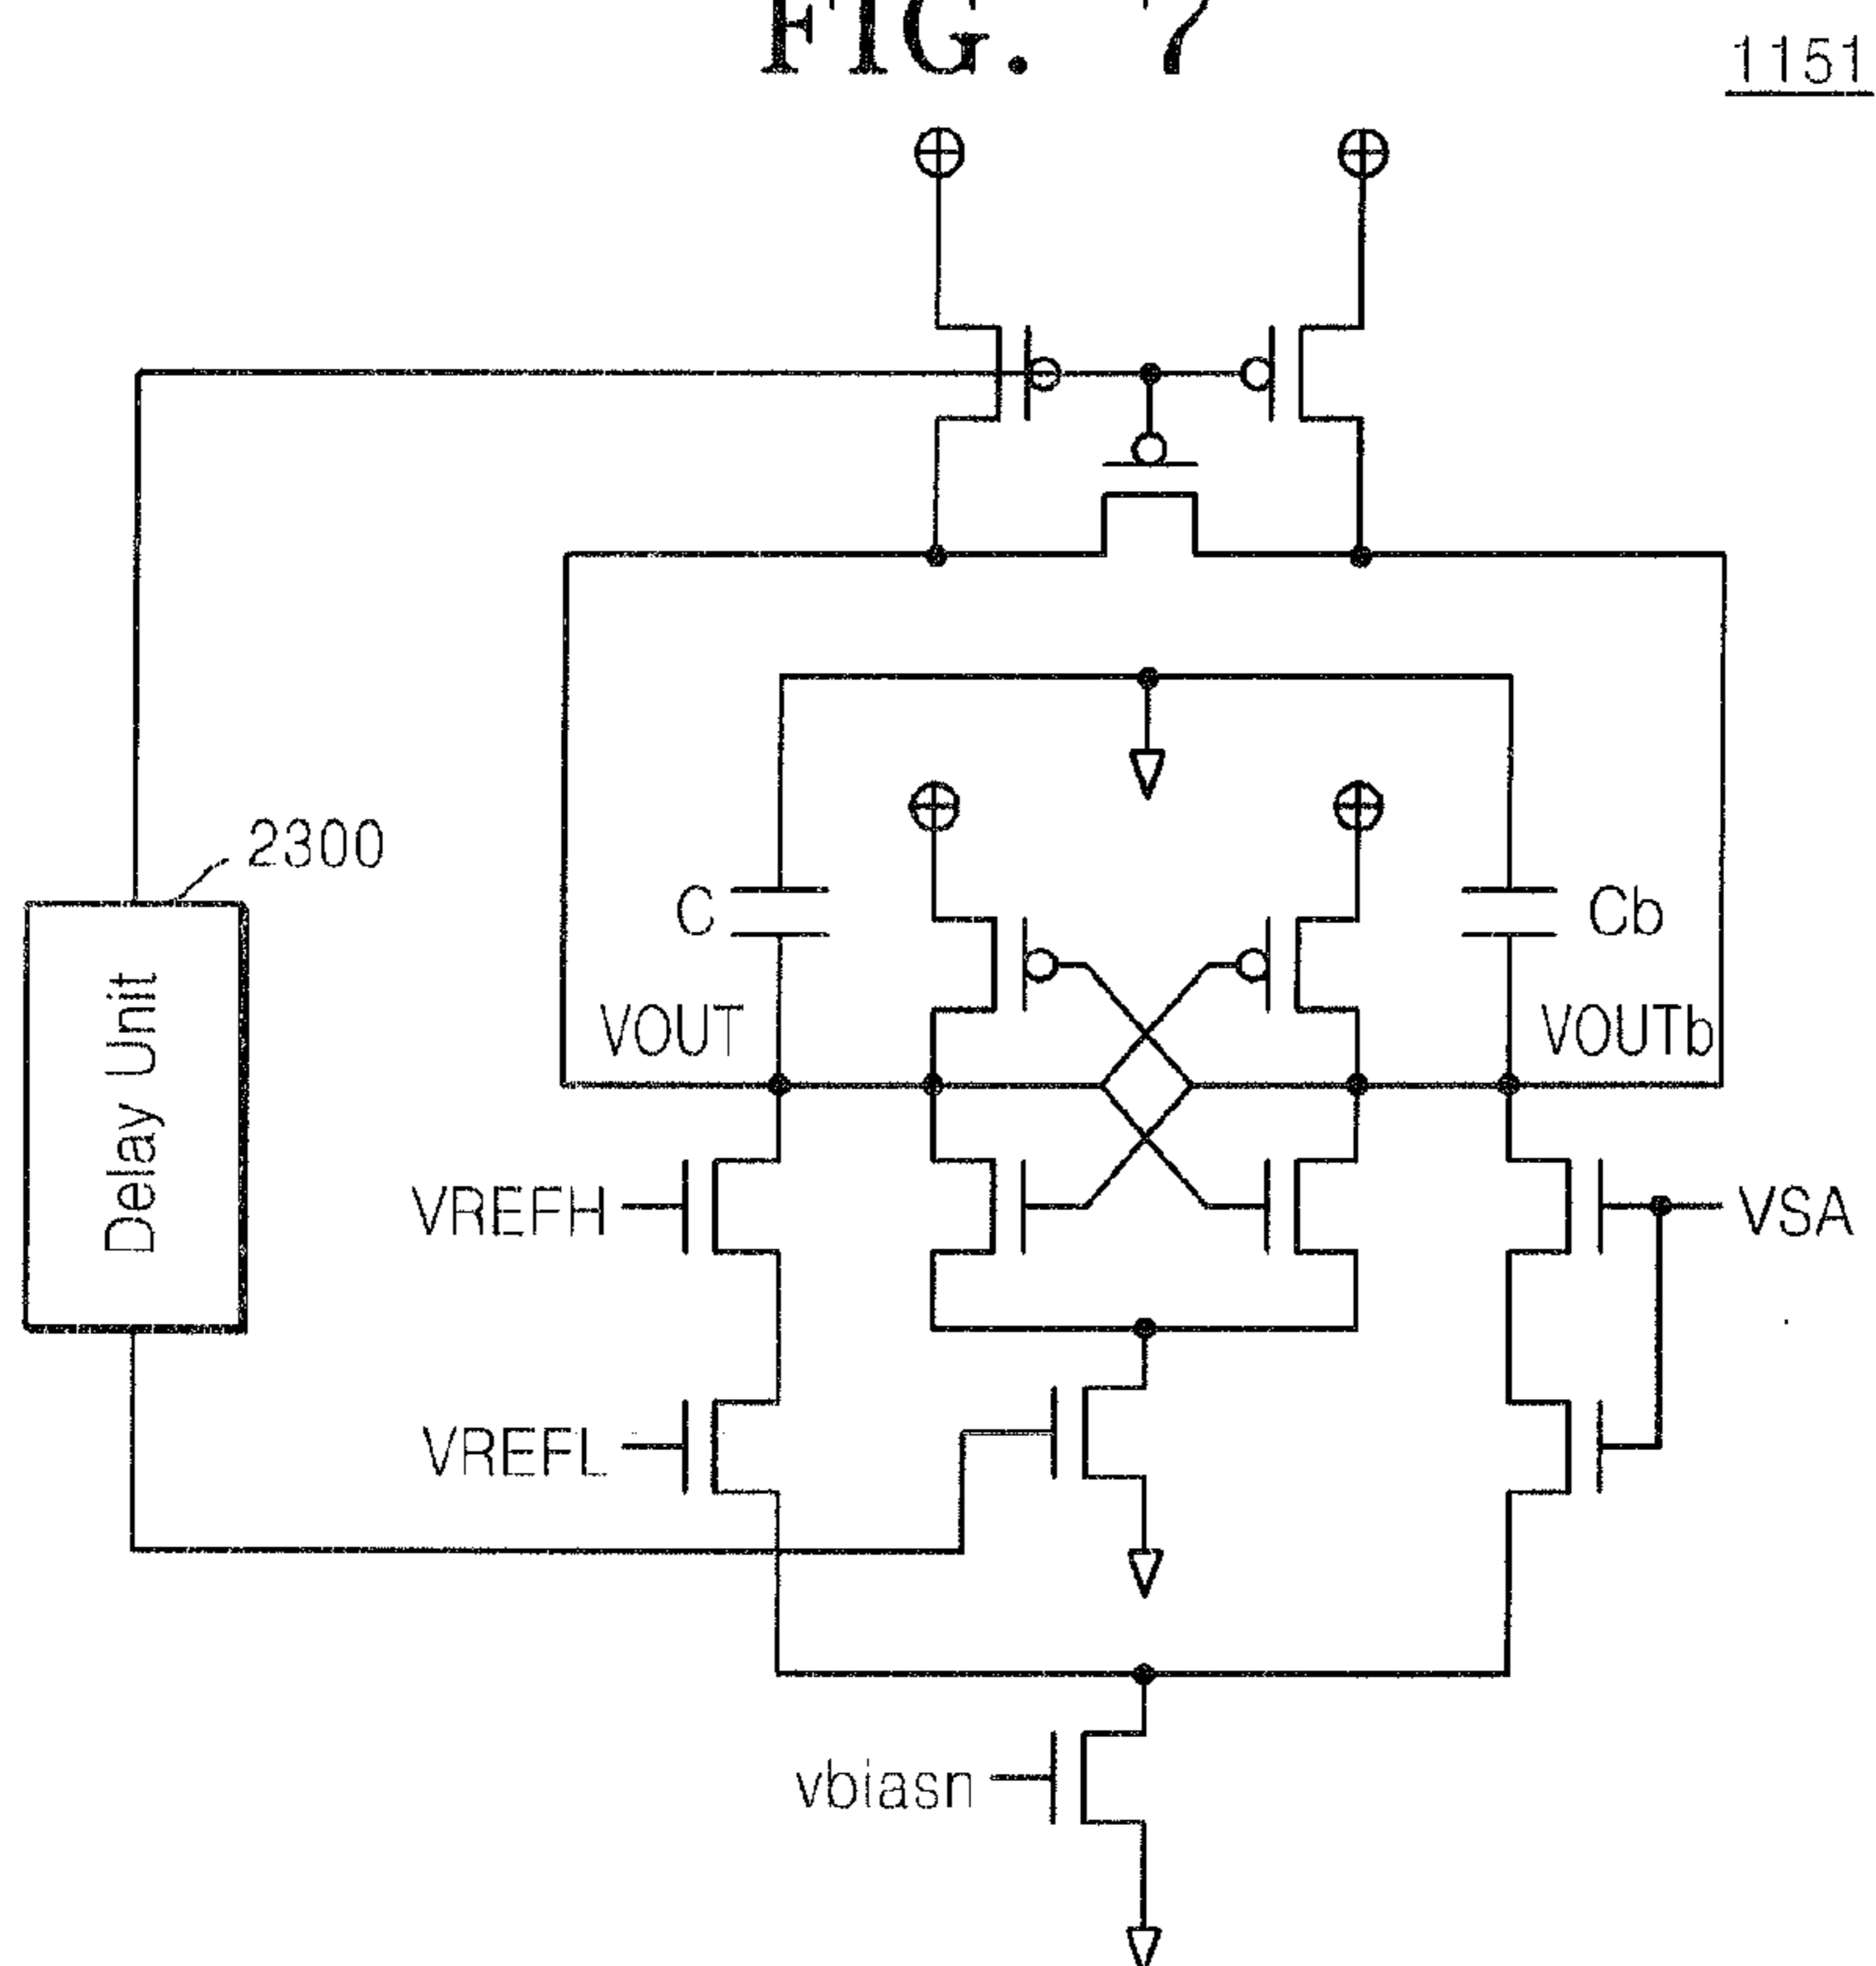 FIG. 7
1151
2300
Delay Unit
C
Cb
VOUT
VOUTb
VREFH
VSA
VREFL
vbiasn